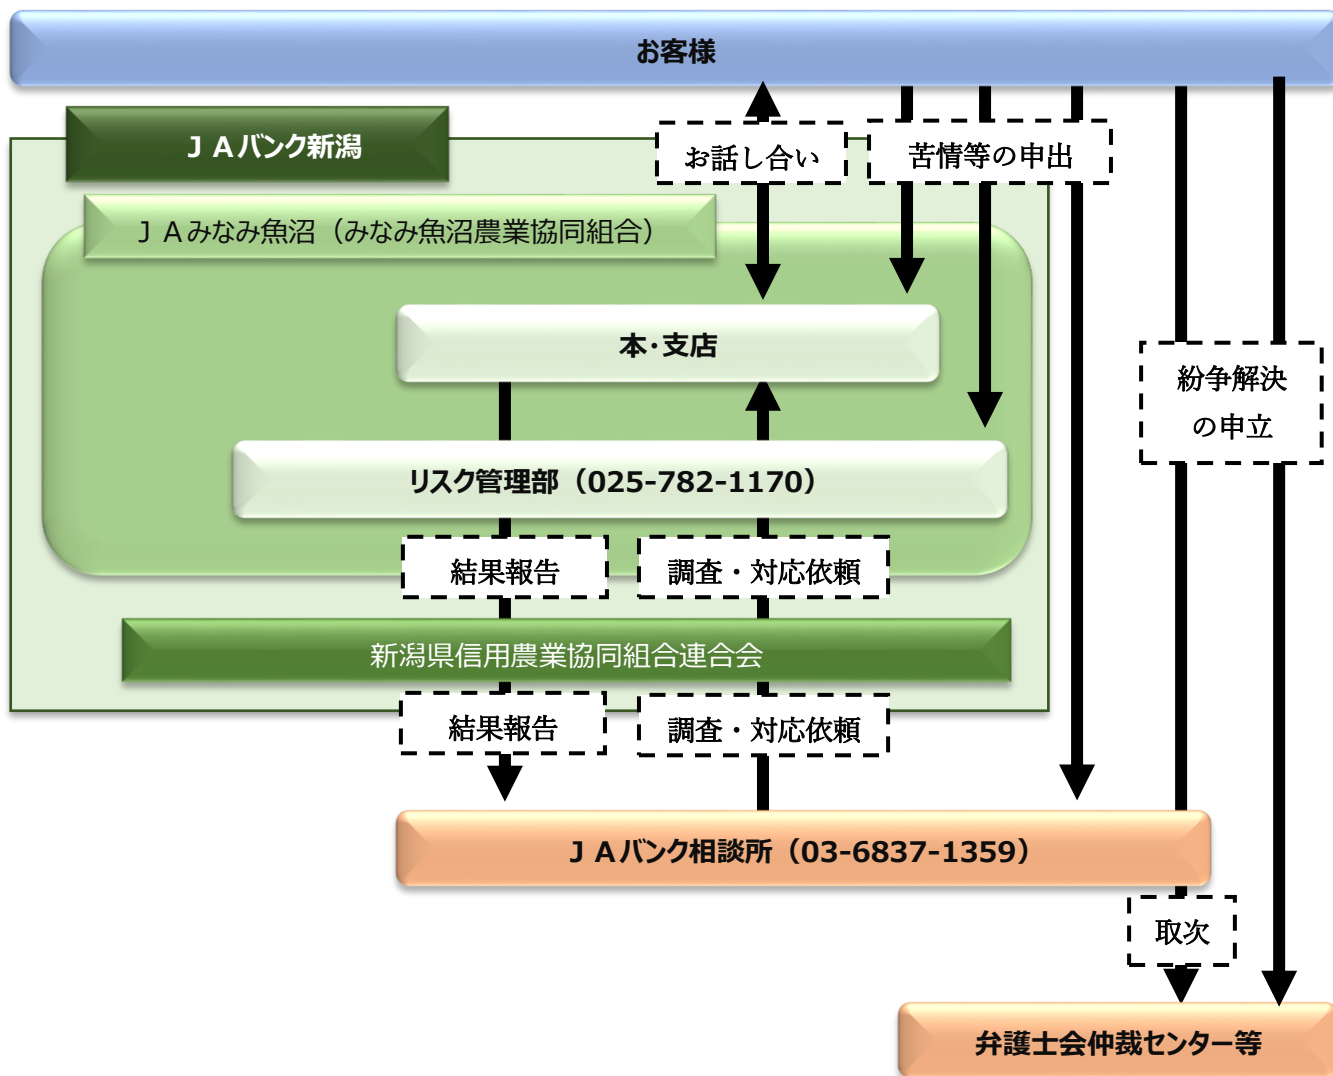 お客様
ＪＡバンク新潟
お話し合い
苦情等の申出
ＪＡみなみ魚沼（みなみ魚沼農業協同組合）
本・支店
紛争解決
の申立
リスク管理部（025-782-1170）
結果報告
調査・対応依頼
新潟県信用農業協同組合連合会
結果報告
調査・対応依頼
ＪＡバンク相談所（03-6837-1359）
取次
弁護士会仲裁センター等